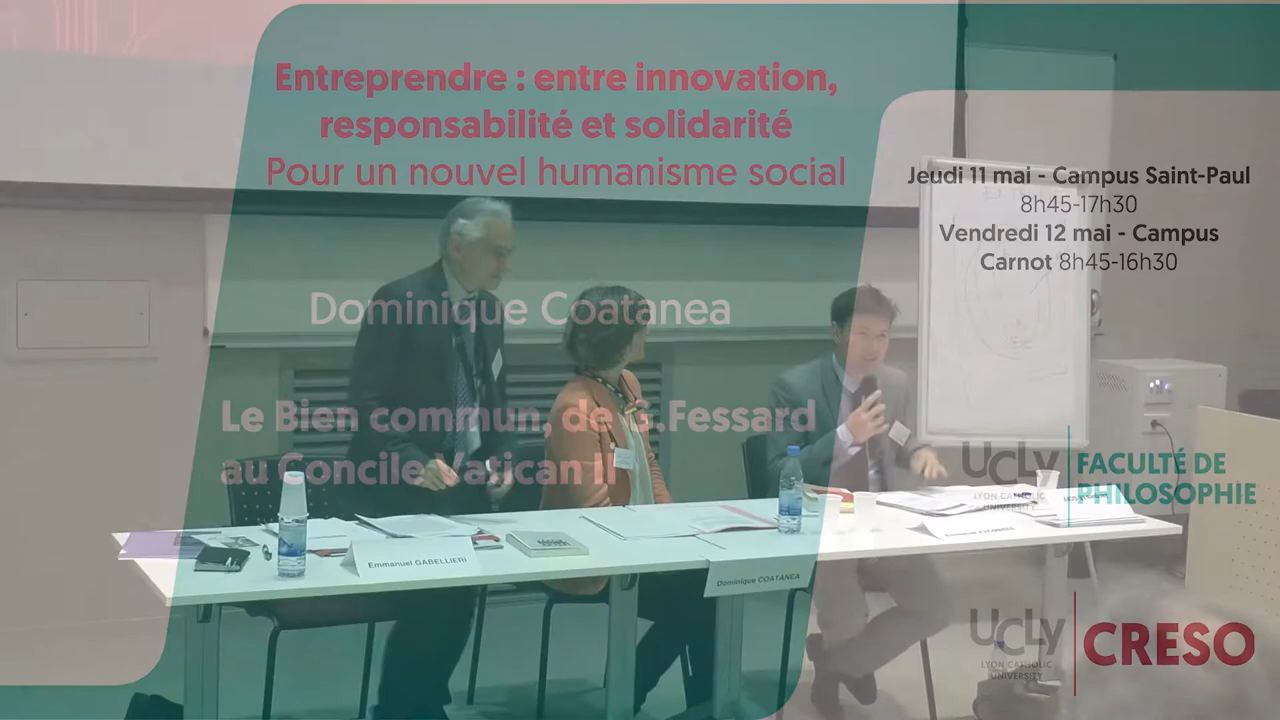 Entreprendre : entre innovation,
responsabilité et solidarité
Pour un nouvel humanisme social
Jeudi 11 mai - Campus Saint-Paul
8h45-17h30
Vendredi 12 mai - Campus
Carnot 8h45-16h30
Dominique Coatanea
Le Bien commun, de G.Fessard
au Concile Vatican II
UCLy
LYON CATHOLIC
UNIVERSITY
FACULTÉ DE
PHILOSOPHIE
Emmanuel GABELLIERI
Dominique COATANEA
UCLy
LYON CATHOLIC
UNIVERSITY
CRESO